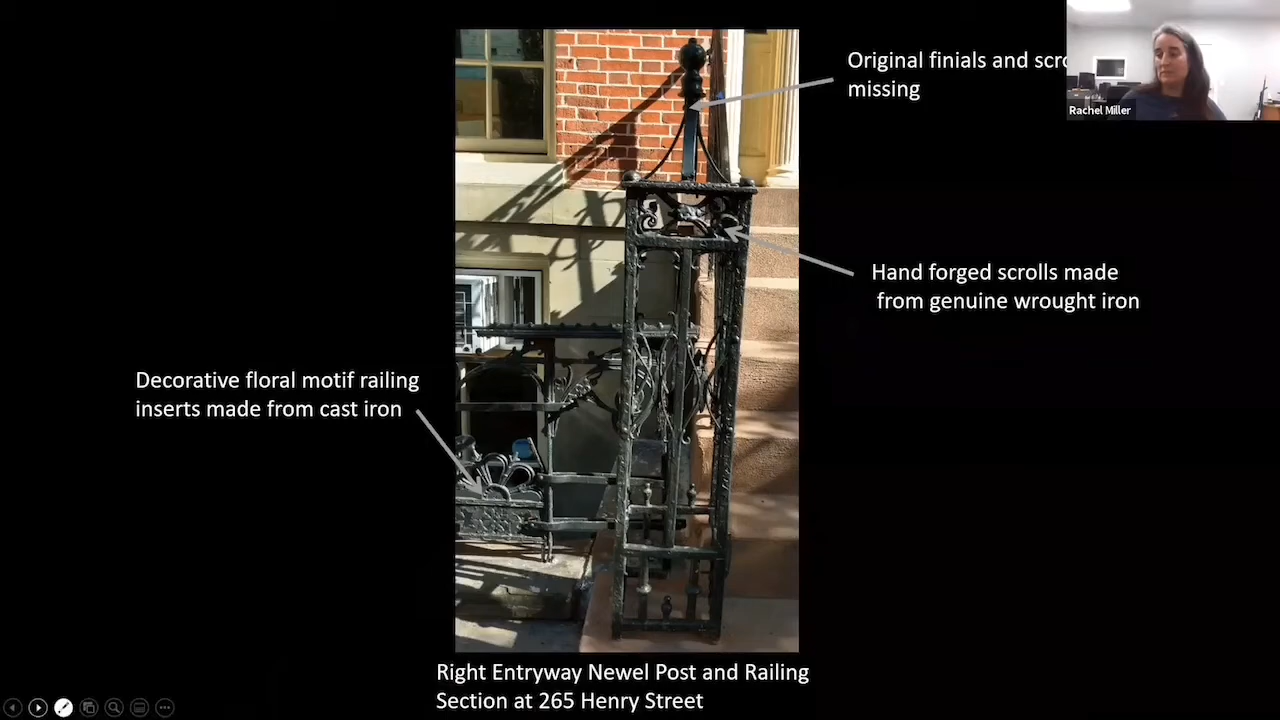 Original finials and
missing
Rachel Miller
Hand forged scrolls made
from genuine wrought iron
Decorative floral motif railing
inserts made from cast iron
Right Entryway Newel Post and Railing
Section at 265 Henry Street